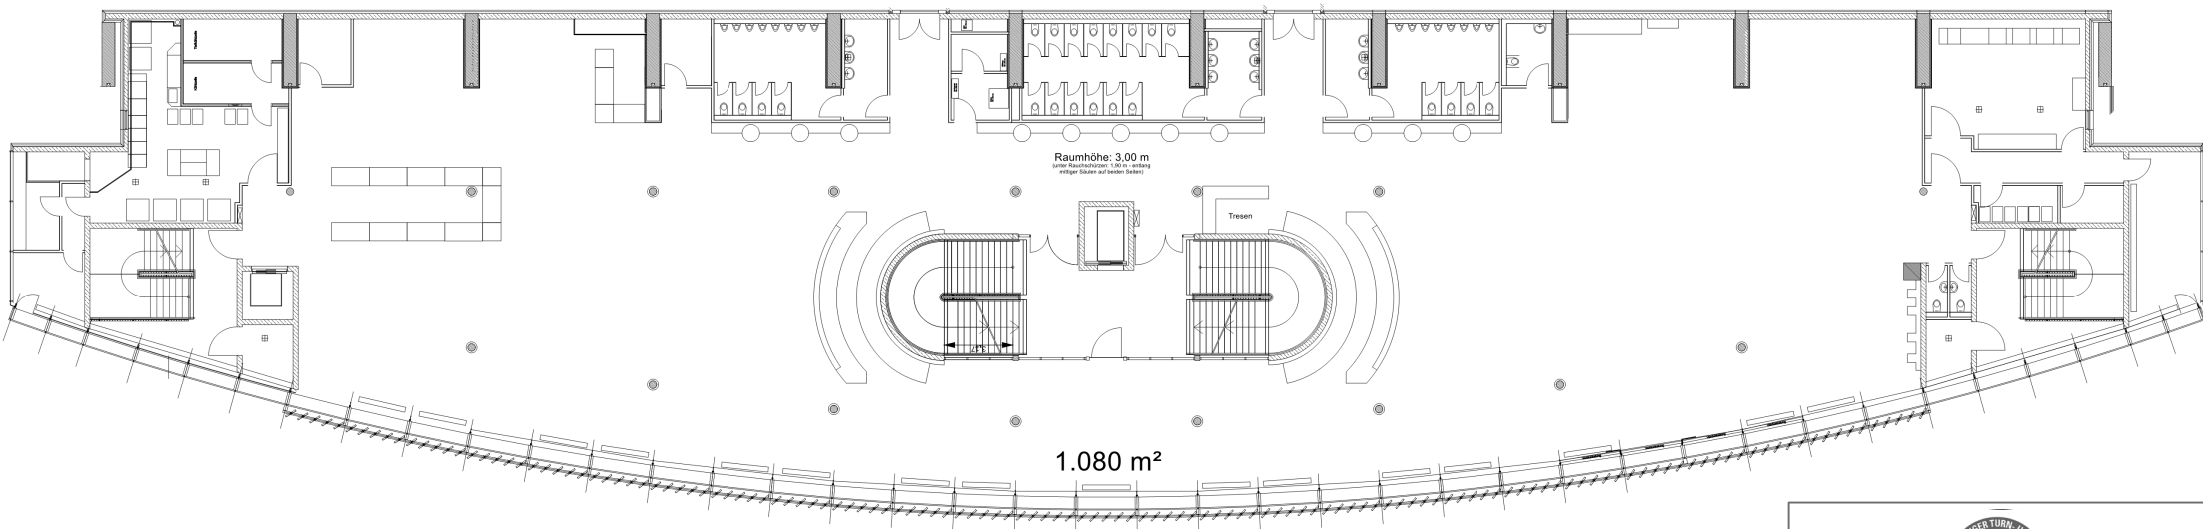 Raumhöhe: 3,00 m
(unter Rauchschürzen: 1,90 m - entlang
mittiger Säulen auf beiden Seiten)
Tresen
1.080 m²